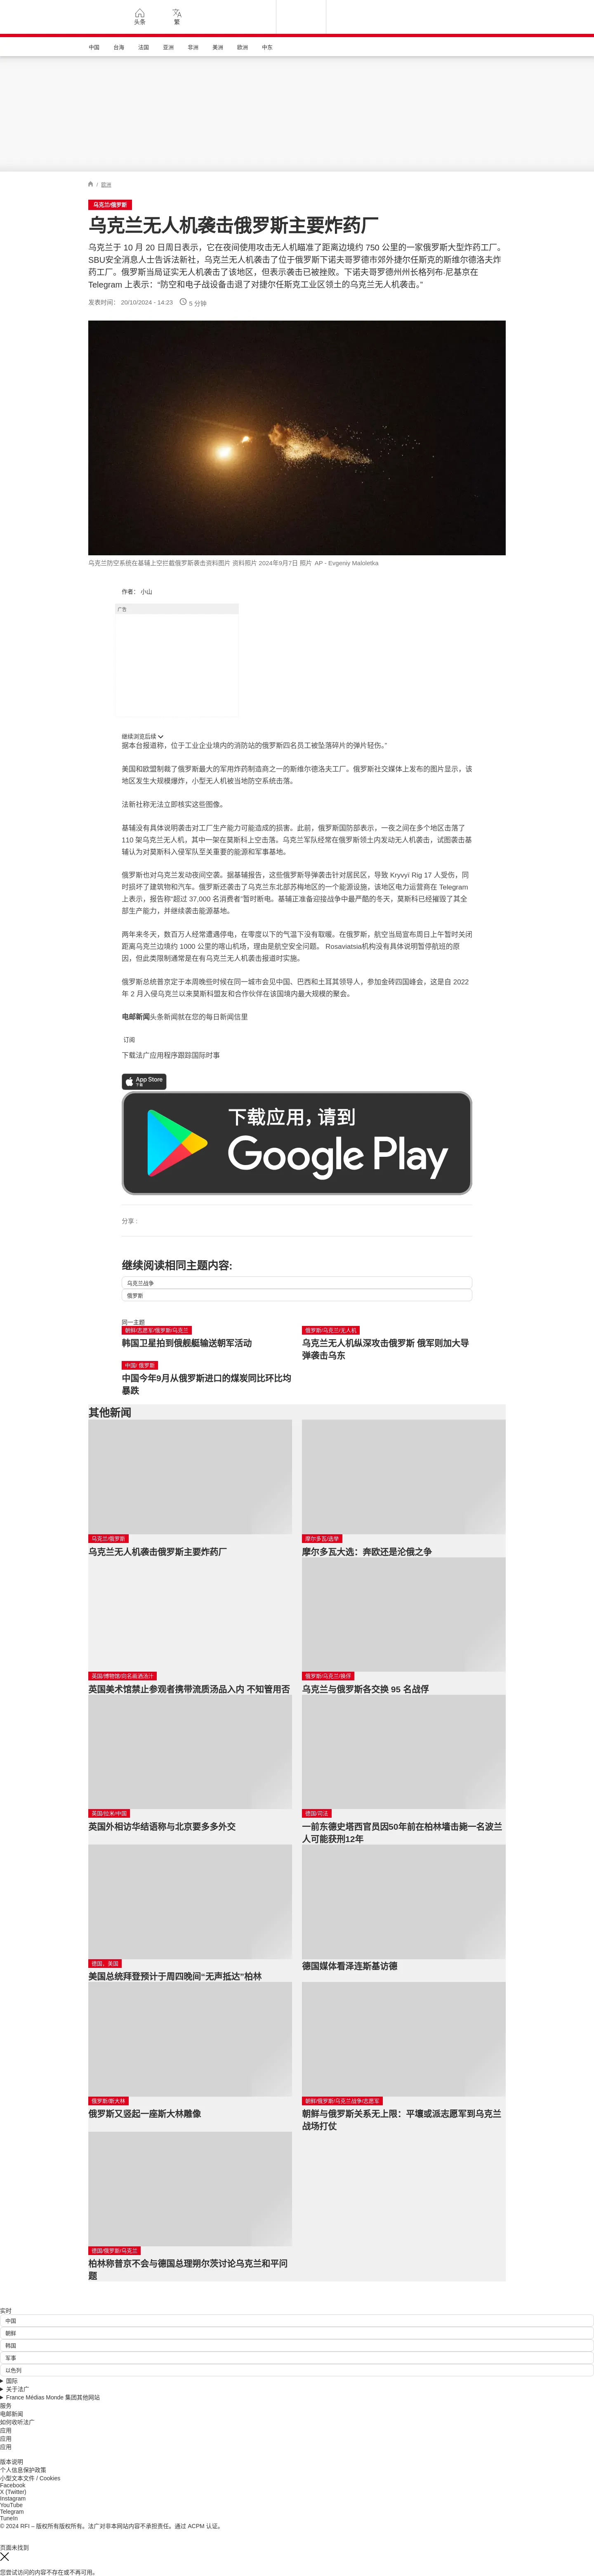 头条
繁
中国
台海
法国
亚洲
非洲
美洲
欧洲
中东
/ 欧洲
乌克兰/俄罗斯
乌克兰无人机袭击俄罗斯主要炸药厂
乌克兰于 10 月 20 日周日表示，它在夜间使用攻击无人机瞄准了距离边境约 750 公里的一家俄罗斯大型炸药工厂。
SBU安全消息人士告诉法新社，乌克兰无人机袭击了位于俄罗斯下诺夫哥罗德市郊外捷尔任斯克的斯维尔德洛夫炸
药工厂。俄罗斯当局证实无人机袭击了该地区，但表示袭击已被挫败。下诺夫哥罗德州州长格列布·尼基京在
Telegram 上表示：“防空和电子战设备击退了对捷尔任斯克工业区领土的乌克兰无人机袭击。”
发表时间： 20/10/2024 - 14:23 5 分钟
乌克兰防空系统在基辅上空拦截俄罗斯袭击资料图片 资料照片 2024年9月7日 照片 AP - Evgeniy Maloletka
作者： 小山
广告
继续浏览后续
据本台报道称，位于工业企业境内的消防站的俄罗斯四名员工被坠落碎片的弹片轻伤。”
美国和欧盟制裁了俄罗斯最大的军用炸药制造商之一的斯维尔德洛夫工厂。俄罗斯社交媒体上发布的图片显示，该
地区发生大规模爆炸，小型无人机被当地防空系统击落。
法新社称无法立即核实这些图像。
基辅没有具体说明袭击对工厂生产能力可能造成的损害。此前，俄罗斯国防部表示，一夜之间在多个地区击落了
110 架乌克兰无人机，其中一架在莫斯科上空击落。乌克兰军队经常在俄罗斯领土内发动无人机袭击，试图袭击基
辅认为对莫斯科入侵军队至关重要的能源和军事基地。
俄罗斯也对乌克兰发动夜间空袭。据基辅报告，这些俄罗斯导弹袭击针对居民区，导致 Kryvyi Rig 17 人受伤，同
时损坏了建筑物和汽车。俄罗斯还袭击了乌克兰东北部苏梅地区的一个能源设施，该地区电力运营商在 Telegram
上表示，报告称“超过 37,000 名消费者”暂时断电。基辅正准备迎接战争中最严酷的冬天，莫斯科已经摧毁了其全
部生产能力，并继续袭击能源基地。
两年来冬天，数百万人经常遭遇停电，在零度以下的气温下没有取暖。在俄罗斯，航空当局宣布周日上午暂时关闭
距离乌克兰边境约 1000 公里的喀山机场，理由是航空安全问题。 Rosaviatsia机构没有具体说明暂停航班的原
因，但此类限制通常是在有乌克兰无人机袭击报道时实施。
俄罗斯总统普京定于本周晚些时候在同一城市会见中国、巴西和土耳其领导人，参加金砖四国峰会，这是自 2022
年 2 月入侵乌克兰以来莫斯科盟友和合作伙伴在该国境内最大规模的聚会。
电邮新闻头条新闻就在您的每日新闻信里
订阅
下载法广应用程序跟踪国际时事
App Store
下载
下载应用，请到
Google Play
分享 :
继续阅读相同主题内容:
乌克兰战争
俄罗斯
同一主题
朝鲜/志愿军/俄罗斯/乌克兰
韩国卫星拍到俄舰艇输送朝军活动
俄罗斯/乌克兰/无人机
乌克兰无人机纵深攻击俄罗斯 俄军则加大导
弹袭击乌东
中国/ 俄罗斯
中国今年9月从俄罗斯进口的煤炭同比环比均
暴跌
其他新闻
乌克兰/俄罗斯
乌克兰无人机袭击俄罗斯主要炸药厂
摩尔多瓦/选举
摩尔多瓦大选：奔欧还是沦俄之争
英国/博物馆/向名画洒汤汁
英国美术馆禁止参观者携带流质汤品入内 不知管用否
俄罗斯/乌克兰/换俘
乌克兰与俄罗斯各交换 95 名战俘
英国/拉米/中国
英国外相访华结语称与北京要多多外交
德国/司法
一前东德史塔西官员因50年前在柏林墙击毙一名波兰
人可能获刑12年
德国，美国
美国总统拜登预计于周四晚间"无声抵达"柏林
德国媒体看泽连斯基访德
俄罗斯/斯大林
俄罗斯又竖起一座斯大林雕像
朝鲜/俄罗斯/乌克兰战争/志愿军
朝鲜与俄罗斯关系无上限：平壤或派志愿军到乌克兰
战场打仗
德国/俄罗斯/乌克兰
柏林称普京不会与德国总理朔尔茨讨论乌克兰和平问
题
实时
中国
朝鲜
韩国
军事
以色列
国际
关于法广
France Médias Monde 集团其他网站
服务
电邮新闻
如何收听法广
应用
应用
应用
版本说明
个人信息保护政策
小型文本文件 / Cookies
Facebook
X (Twitter)
Instagram
YouTube
Telegram
TuneIn
© 2024 RFI – 版权所有版权所有。法广对非本网站内容不承担责任。通过 ACPM 认证。
页面未找到
您尝试访问的内容不存在或不再可用。